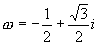 ω = −1/2 + √3/2 i